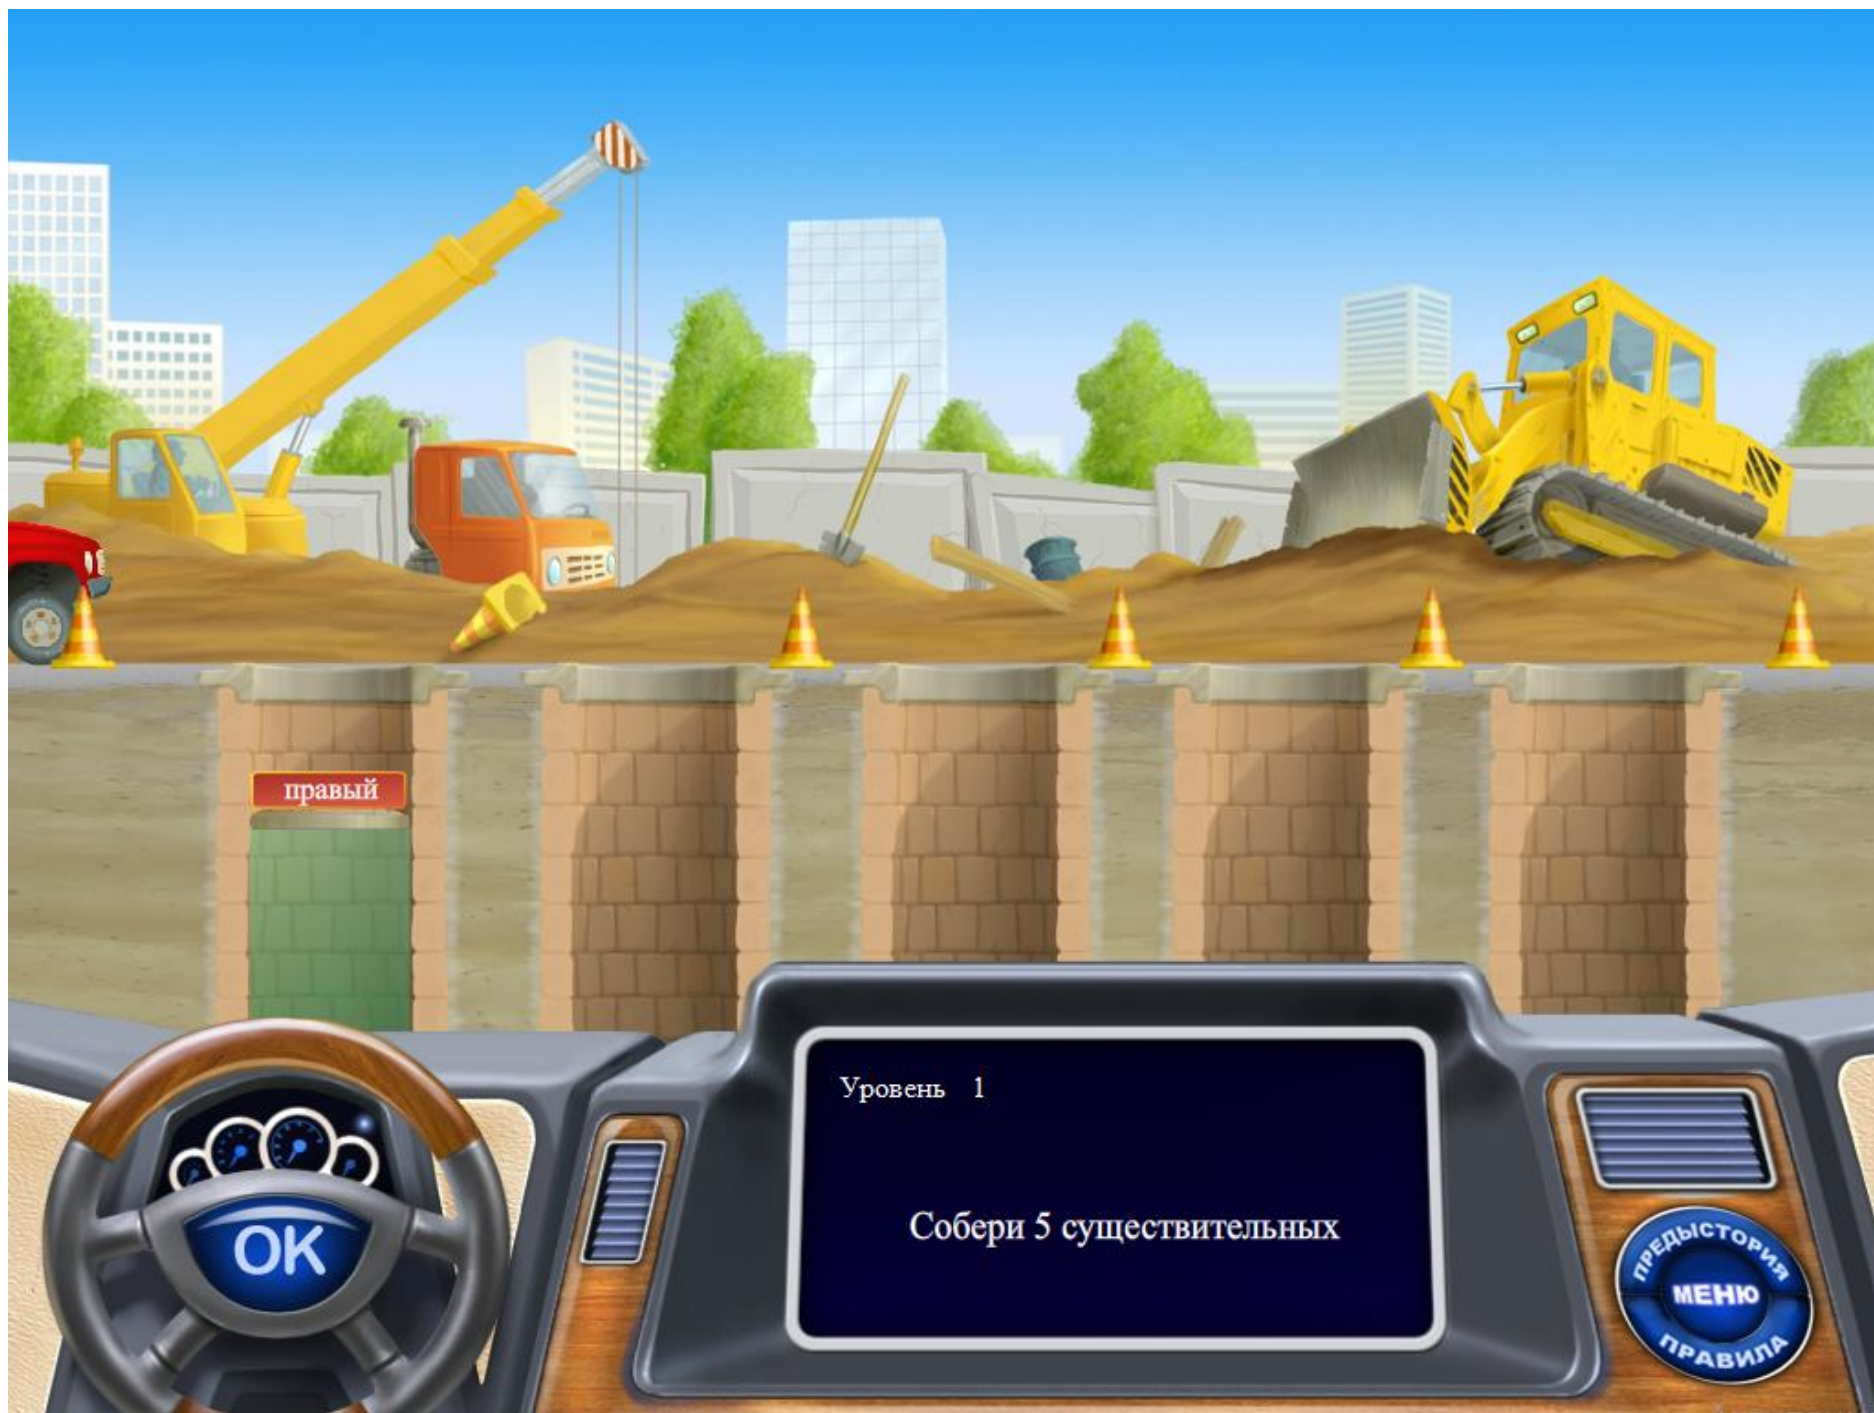 правый
Уровень 1
Собери 5 существительных
OK
ПРЕДЫСТОРИЯ
МЕНЮ
ПРАВИЛА